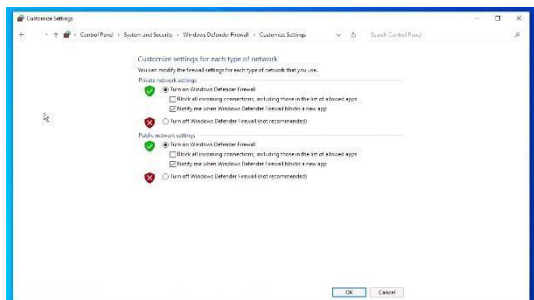 Customize Settings
Control Panel > System and Security > Windows Defender Firewall > Customize Settings
Search Control Panel
Customize settings for each type of network
You can modify the firewall settings for each type of network that you use.
Private network settings
Turn on Windows Defender Firewall
Block all incoming connections, including those in the list of allowed apps
Notify me when Windows Defender Firewall blocks a new app
Turn off Windows Defender Firewall (not recommended)
Public network settings
Turn on Windows Defender Firewall
Block all incoming connections, including those in the list of allowed apps
Notify me when Windows Defender Firewall blocks a new app
Turn off Windows Defender Firewall (not recommended)
OK Cancel